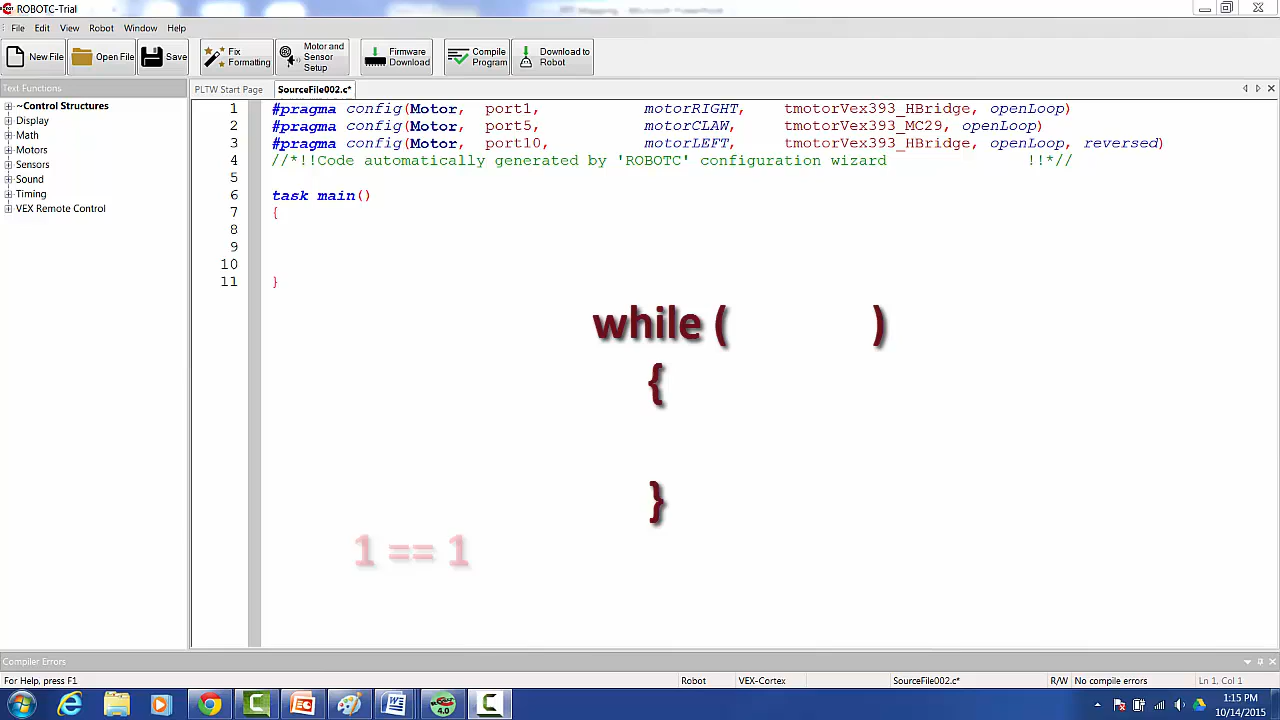 ROBOTC-Trial
File Edit View Robot Window Help
New File Open File Save Fix Formatting Motor and Sensor Setup Firmware Download Compile Program Download to Robot
Text Functions
PLTW Start Page SourceFile002.c*
~Control Structures
Display
Math
Motors
Sensors
Sound
Timing
VEX Remote Control
1 #pragma config(Motor, port1, motorRIGHT, tmotorVex393_HBridge, openLoop)
2 #pragma config(Motor, port5, motorCLAW, tmotorVex393_MC29, openLoop)
3 #pragma config(Motor, port10, motorLEFT, tmotorVex393_HBridge, openLoop, reversed)
4 //*!!Code automatically generated by 'ROBOTC' configuration wizard !!*//
5
6 task main()
7 {
8
9
10
11 }
while ( )
{
}
1 == 1
Compiler Errors
For Help, press F1 Robot VEX-Cortex SourceFile002.c* R/W No compile errors Ln 1, Col 1
4.0
1:15 PM
10/14/2015